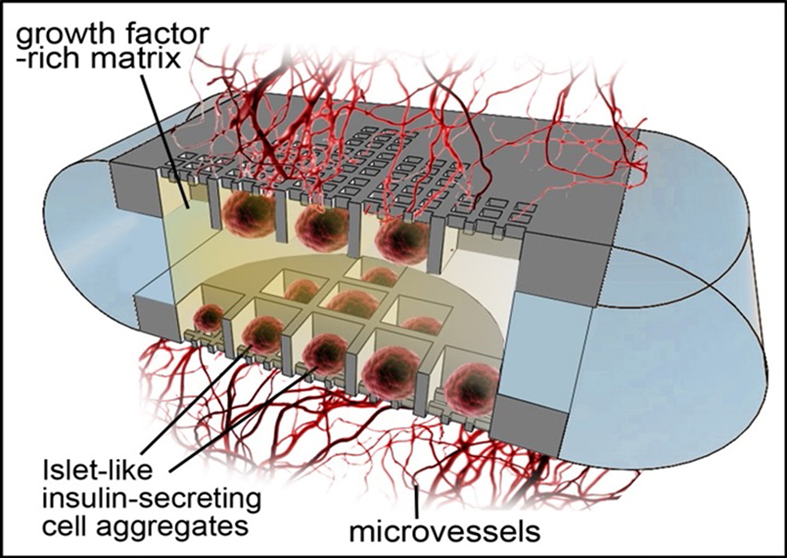 growth factor
-rich matrix
Islet-like
insulin-secreting
cell aggregates
microvessels